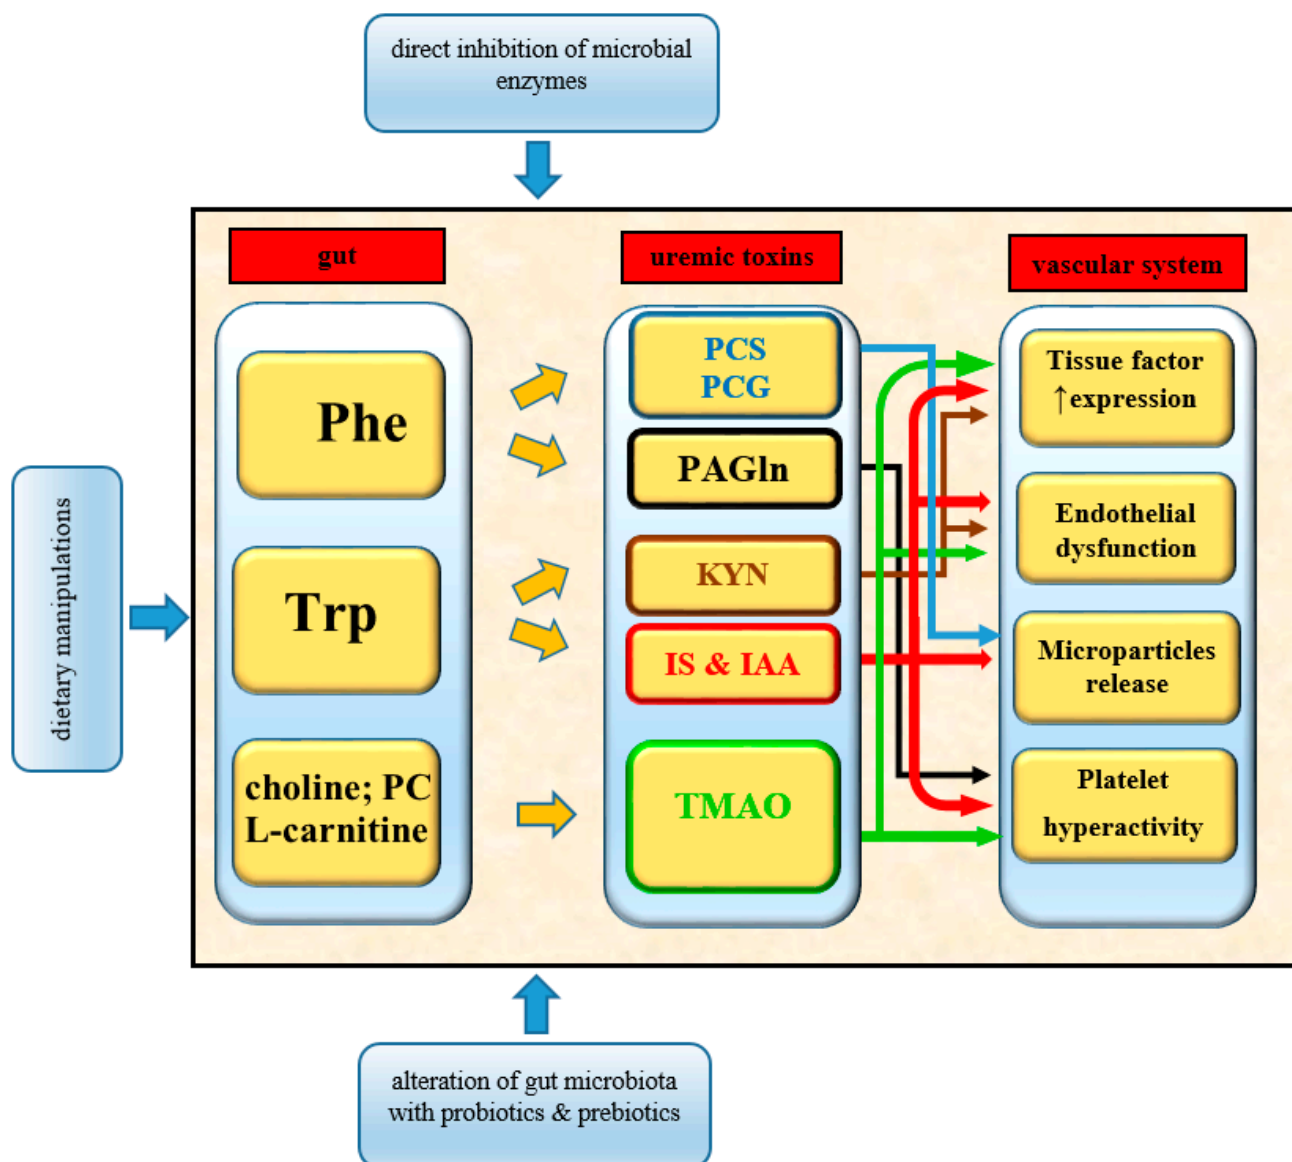 direct inhibition of microbial
enzymes
dietary manipulations
gut
Phe
Trp
choline; PC
L-carnitine
uremic toxins
PCS
PCG
PAGln
KYN
IS & IAA
TMAO
vascular system
Tissue factor
↑expression
Endothelial
dysfunction
Microparticles
release
Platelet
hyperactivity
alteration of gut microbiota
with probiotics & prebiotics